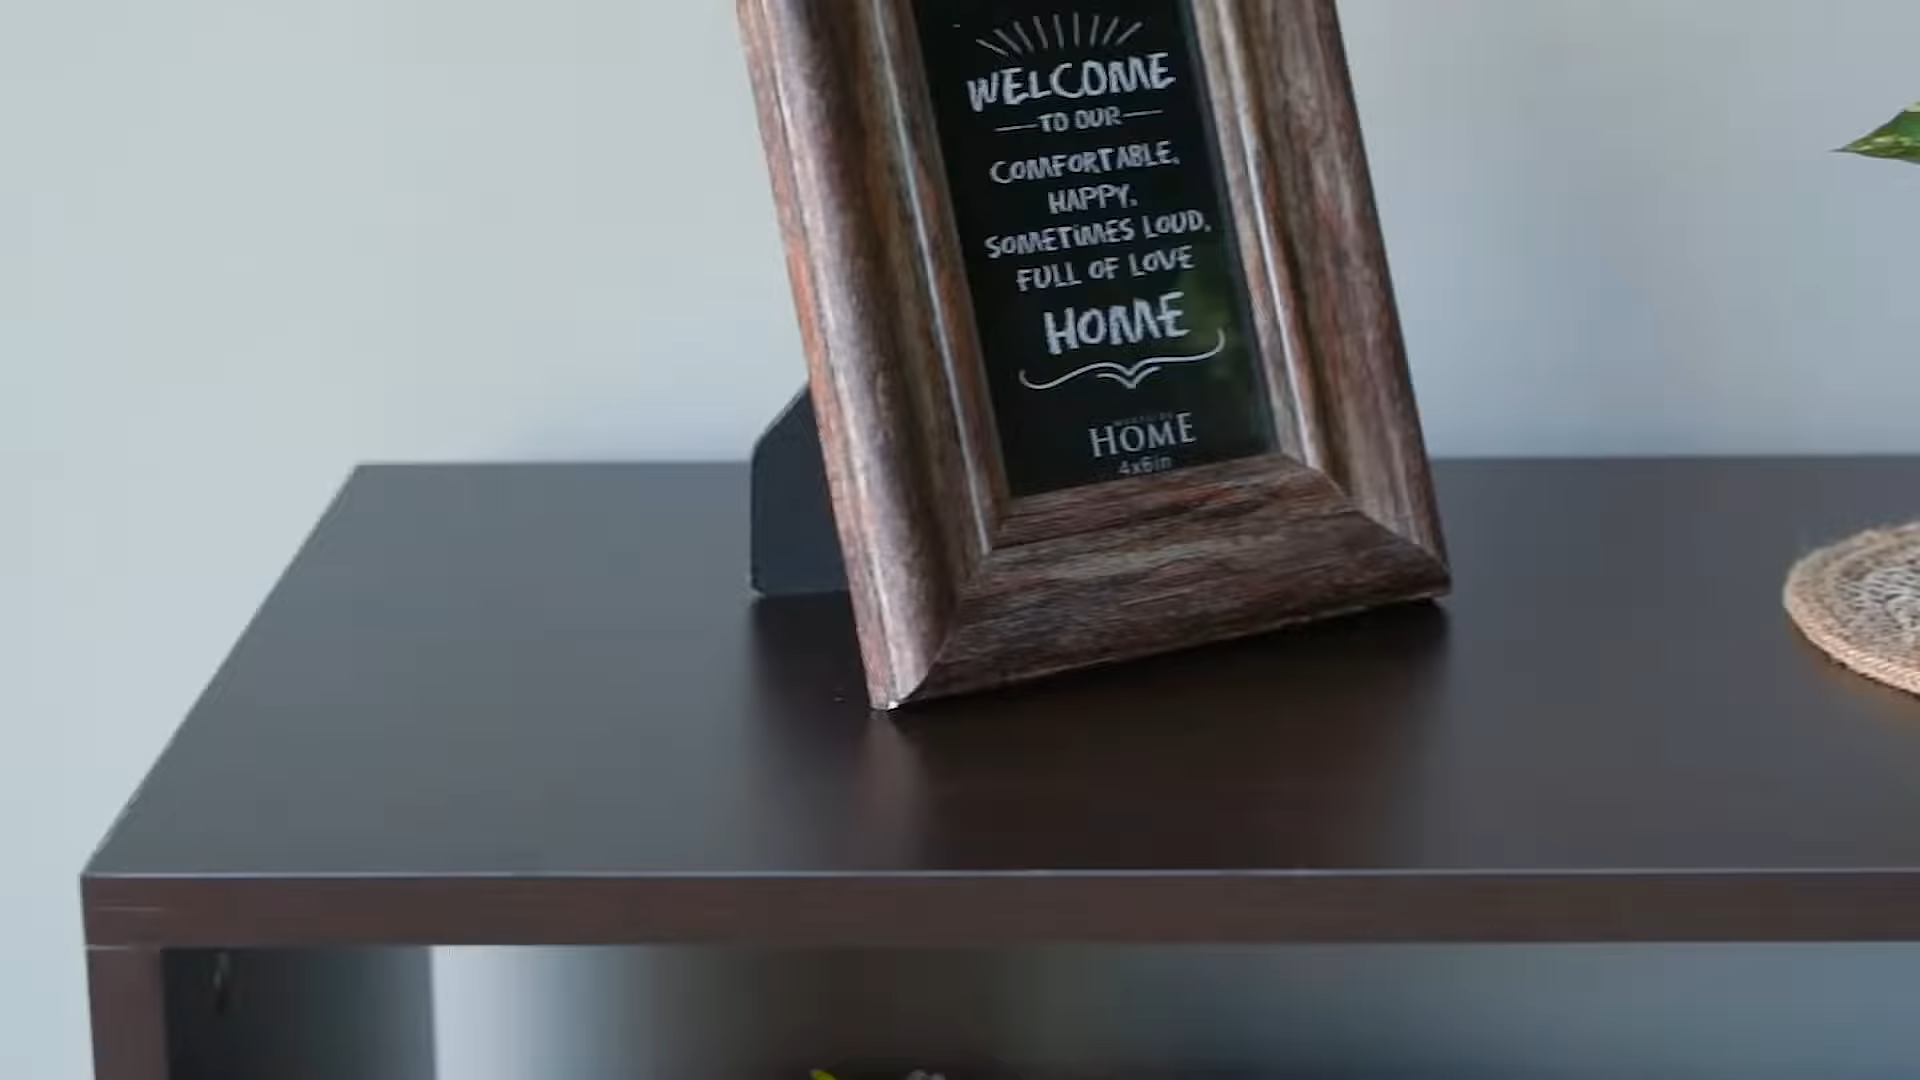 WELCOME
TO OUR
COMFORTABLE,
HAPPY,
SOMETIMES LOUD,
FULL OF LOVE
HOME
HOME
4x6in